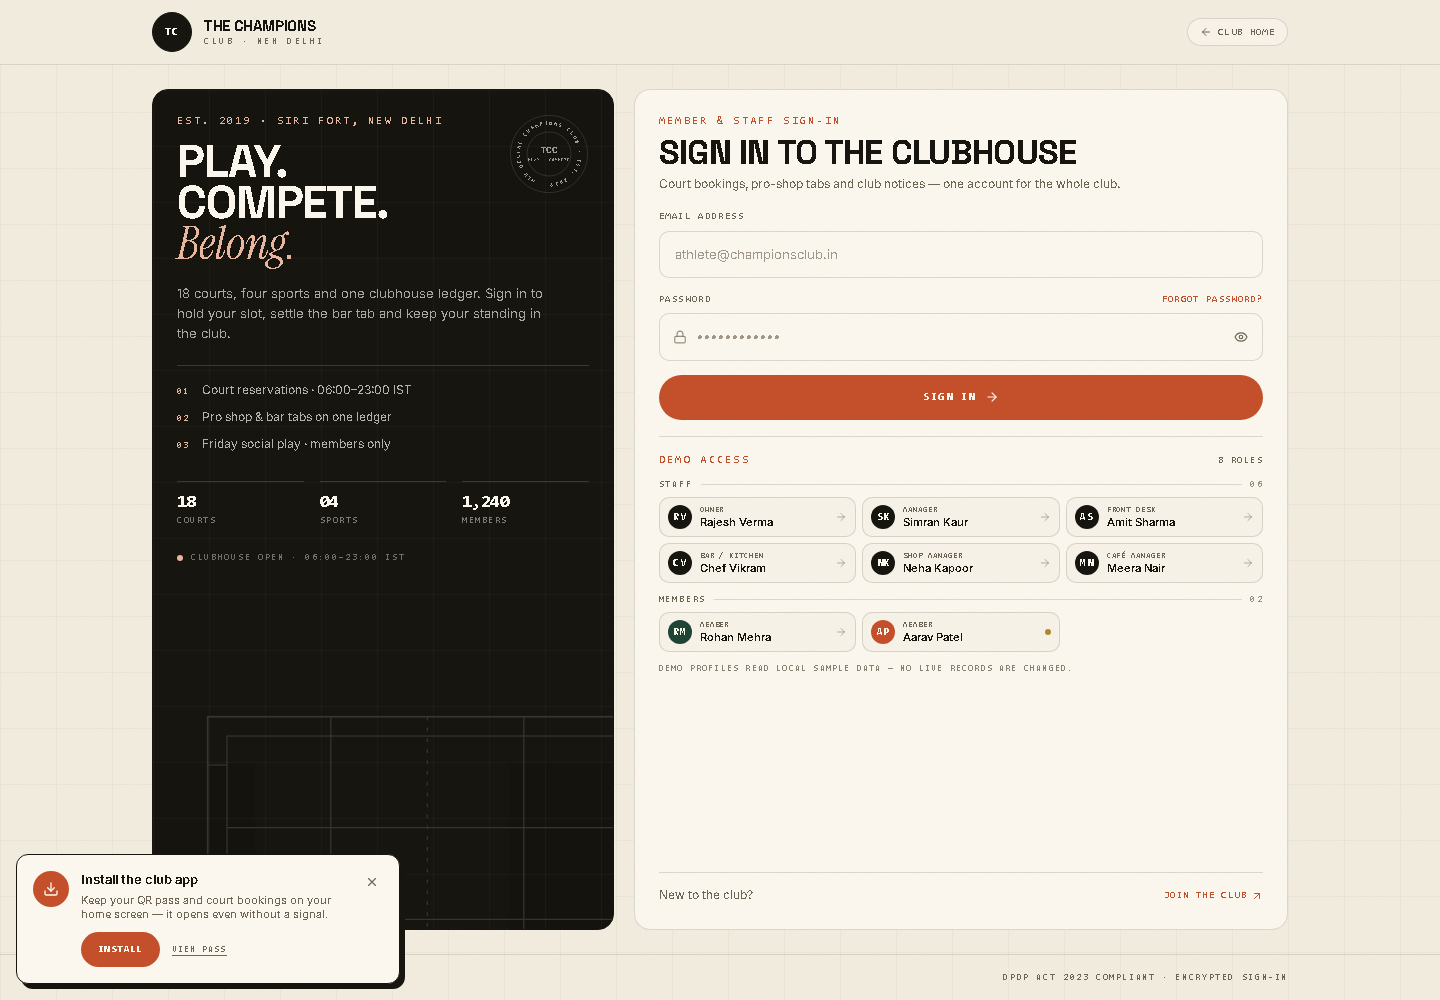 TC
THE CHAMPIONS
CLUB · NEW DELHI
← CLUB HOME
EST. 2019 · SIRI FORT, NEW DELHI
TCC
PLAY.
COMPETE.
Belong.
18 courts, four sports and one clubhouse ledger. Sign in to
hold your slot, settle the bar tab and keep your standing in
the club.
01 Court reservations · 06:00–23:00 IST
02 Pro shop & bar tabs on one ledger
03 Friday social play · members only
18
COURTS
04
SPORTS
1,240
MEMBERS
CLUBHOUSE OPEN · 06:00–23:00 IST
MEMBER & STAFF SIGN-IN
SIGN IN TO THE CLUBHOUSE
Court bookings, pro-shop tabs and club notices — one account for the whole club.
EMAIL ADDRESS
athlete@championsclub.in
PASSWORD
FORGOT PASSWORD?
••••••••••••
SIGN IN →
DEMO ACCESS
8 ROLES
STAFF
06
RV
OWNER
Rajesh Verma
SK
MANAGER
Simran Kaur
AS
FRONT DESK
Amit Sharma
CV
BAR / KITCHEN
Chef Vikram
NK
SHOP MANAGER
Neha Kapoor
MN
CAFÉ MANAGER
Meera Nair
MEMBERS
02
RM
MEMBER
Rohan Mehra
AP
MEMBER
Aarav Patel
DEMO PROFILES READ LOCAL SAMPLE DATA — NO LIVE RECORDS ARE CHANGED.
New to the club?
JOIN THE CLUB ↗
Install the club app
Keep your QR pass and court bookings on your
home screen — it opens even without a signal.
INSTALL
VIEW PASS
DPDP ACT 2023 COMPLIANT · ENCRYPTED SIGN-IN